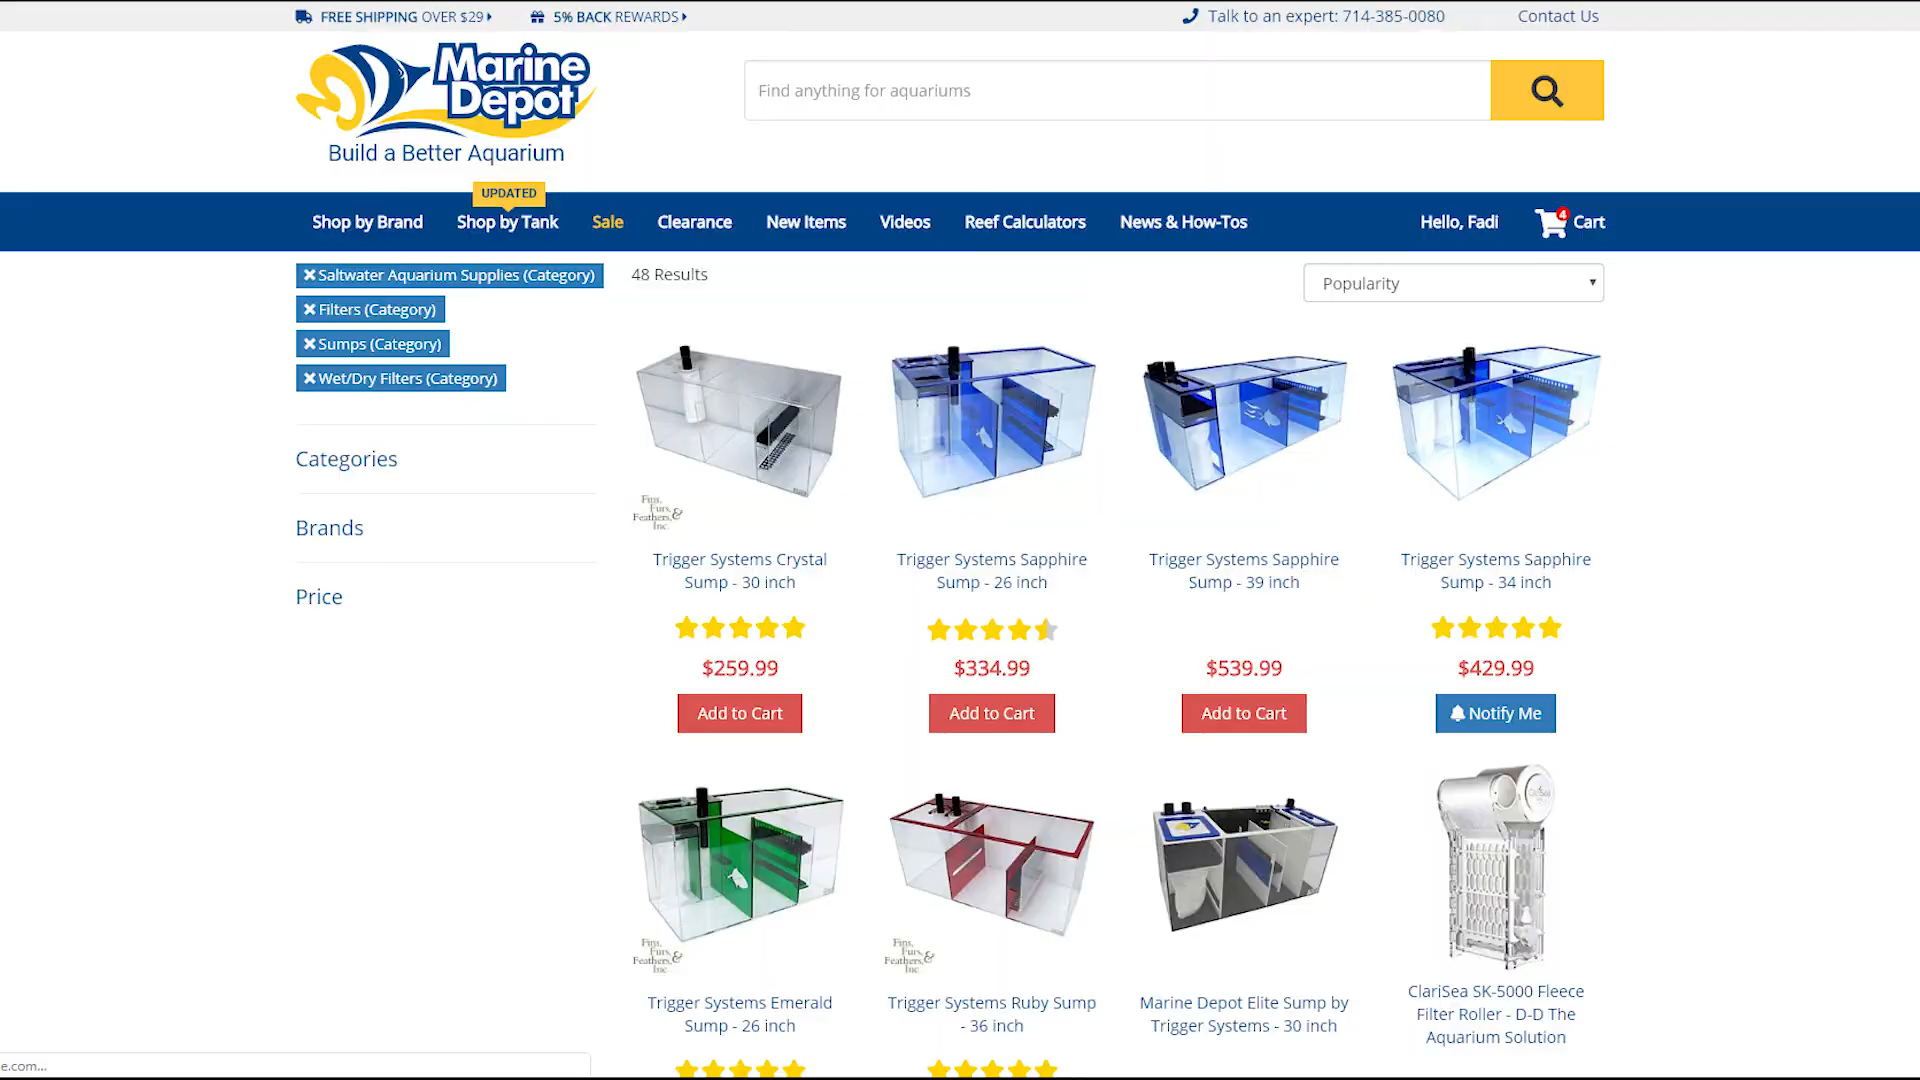 FREE SHIPPING OVER $29
5% BACK REWARDS
Talk to an expert: 714-385-0080
Contact Us
Marine
Depot
Build a Better Aquarium
Find anything for aquariums
UPDATED
Shop by Brand
Shop by Tank
Sale
Clearance
New Items
Videos
Reef Calculators
News & How-Tos
Hello, Fadi
4
Cart
Saltwater Aquarium Supplies (Category)
Filters (Category)
Sumps (Category)
Wet/Dry Filters (Category)
Categories
Brands
Price
48 Results
Popularity
Fins,
Furs,
Feathers,&
Inc.
Trigger Systems Crystal
Sump - 30 inch
$259.99
Add to Cart
Trigger Systems Sapphire
Sump - 26 inch
$334.99
Add to Cart
Trigger Systems Sapphire
Sump - 39 inch
$539.99
Add to Cart
Trigger Systems Sapphire
Sump - 34 inch
$429.99
Notify Me
Fins,
Furs,
Feathers,&
Inc.
Trigger Systems Emerald
Sump - 26 inch
Fins,
Furs,
Feathers,&
Inc.
Trigger Systems Ruby Sump
- 36 inch
Marine Depot Elite Sump by
Trigger Systems - 30 inch
ClariSea SK-5000 Fleece
Filter Roller - D-D The
Aquarium Solution
e.com...